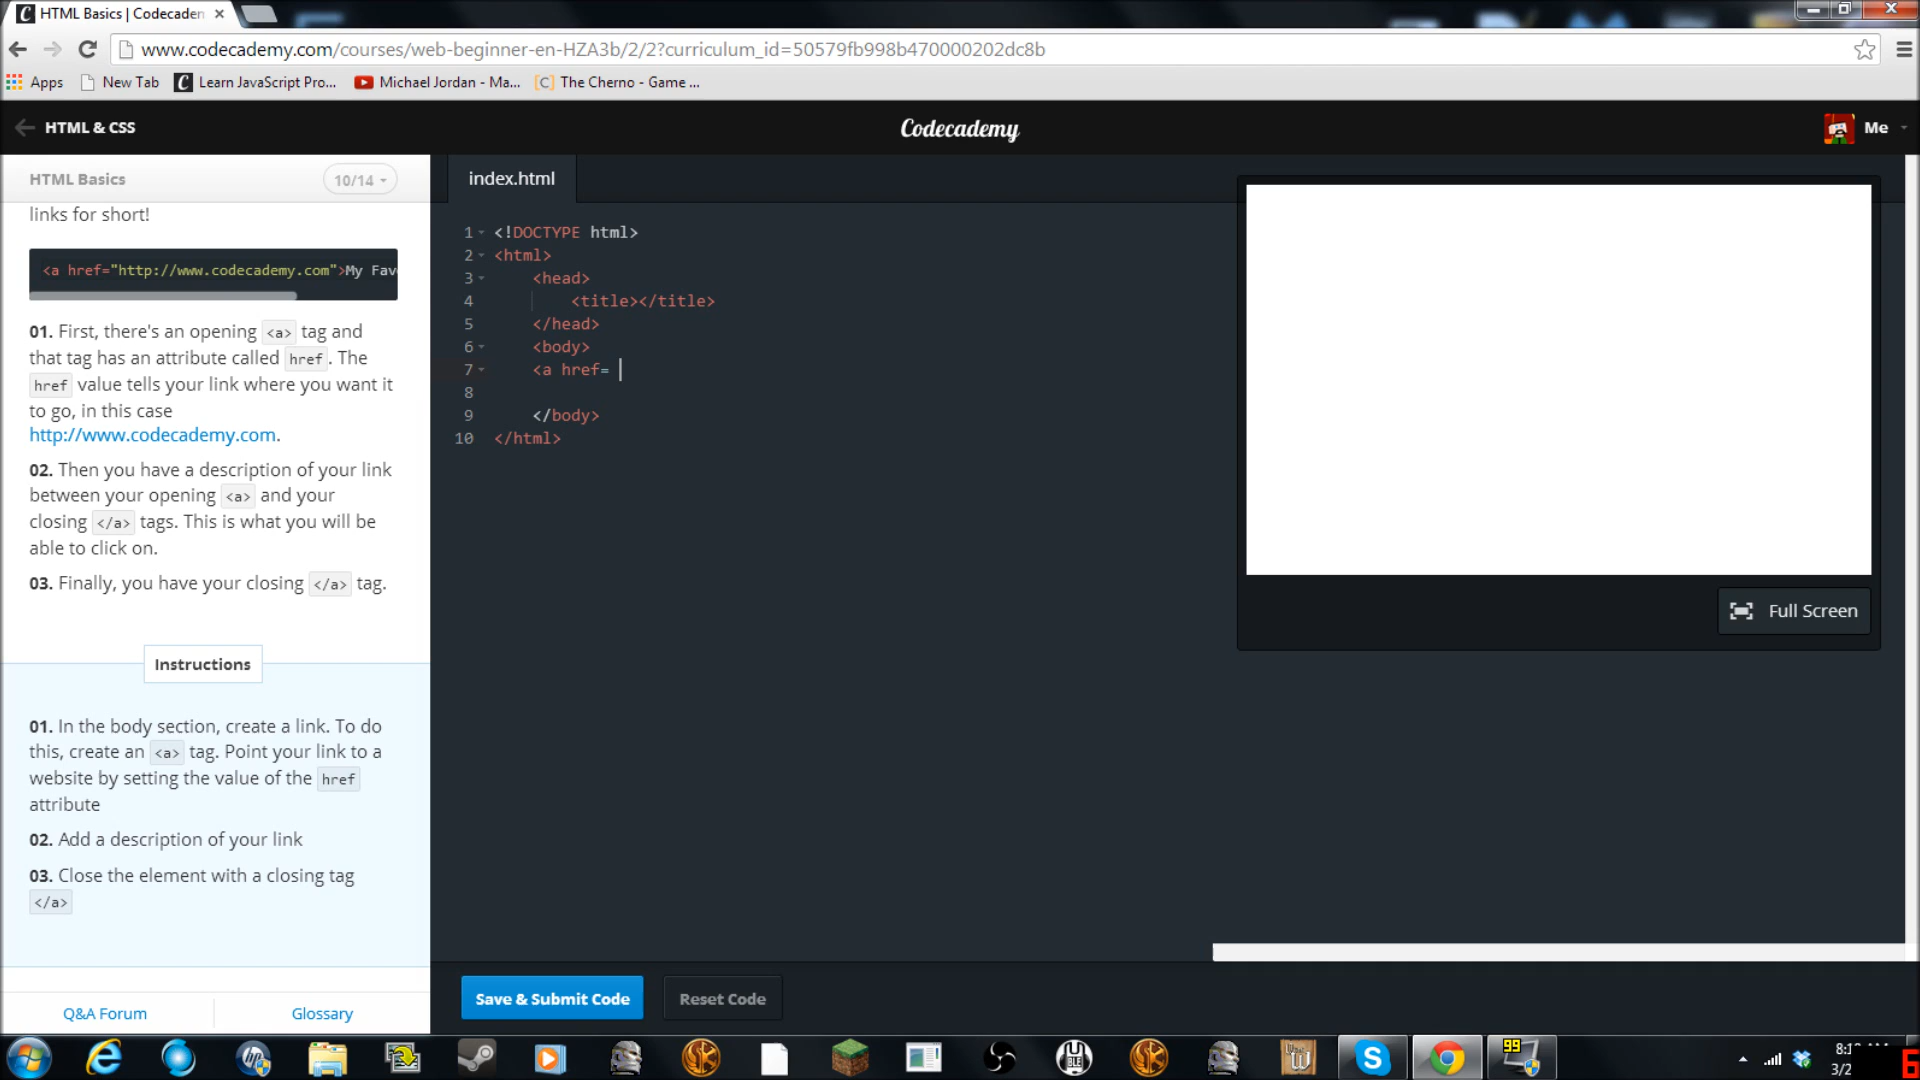 HTML Basics | Codecaden
www.codecademy.com/courses/web-beginner-en-HZA3b/2/2?curriculum_id=50579fb998b470000202dc8b
Apps New Tab Learn JavaScript Pro... Michael Jordan - Ma... The Cherno - Game ...
HTML & CSS
Codecademy
Me
HTML Basics
10/14
links for short!
<a href="http://www.codecademy.com">My Fav
01. First, there's an opening <a> tag and
that tag has an attribute called href. The
href value tells your link where you want it
to go, in this case
http://www.codecademy.com.
02. Then you have a description of your link
between your opening <a> and your
closing </a> tags. This is what you will be
able to click on.
03. Finally, you have your closing </a> tag.
Instructions
01. In the body section, create a link. To do
this, create an <a> tag. Point your link to a
website by setting the value of the href
attribute
02. Add a description of your link
03. Close the element with a closing tag
</a>
Q&A Forum
Glossary
index.html
1 <!DOCTYPE html>
2 <html>
3 <head>
4 <title></title>
5 </head>
6 <body>
7 <a href=
8
9 </body>
10 </html>
Full Screen
Save & Submit Code
Reset Code
99
3/2